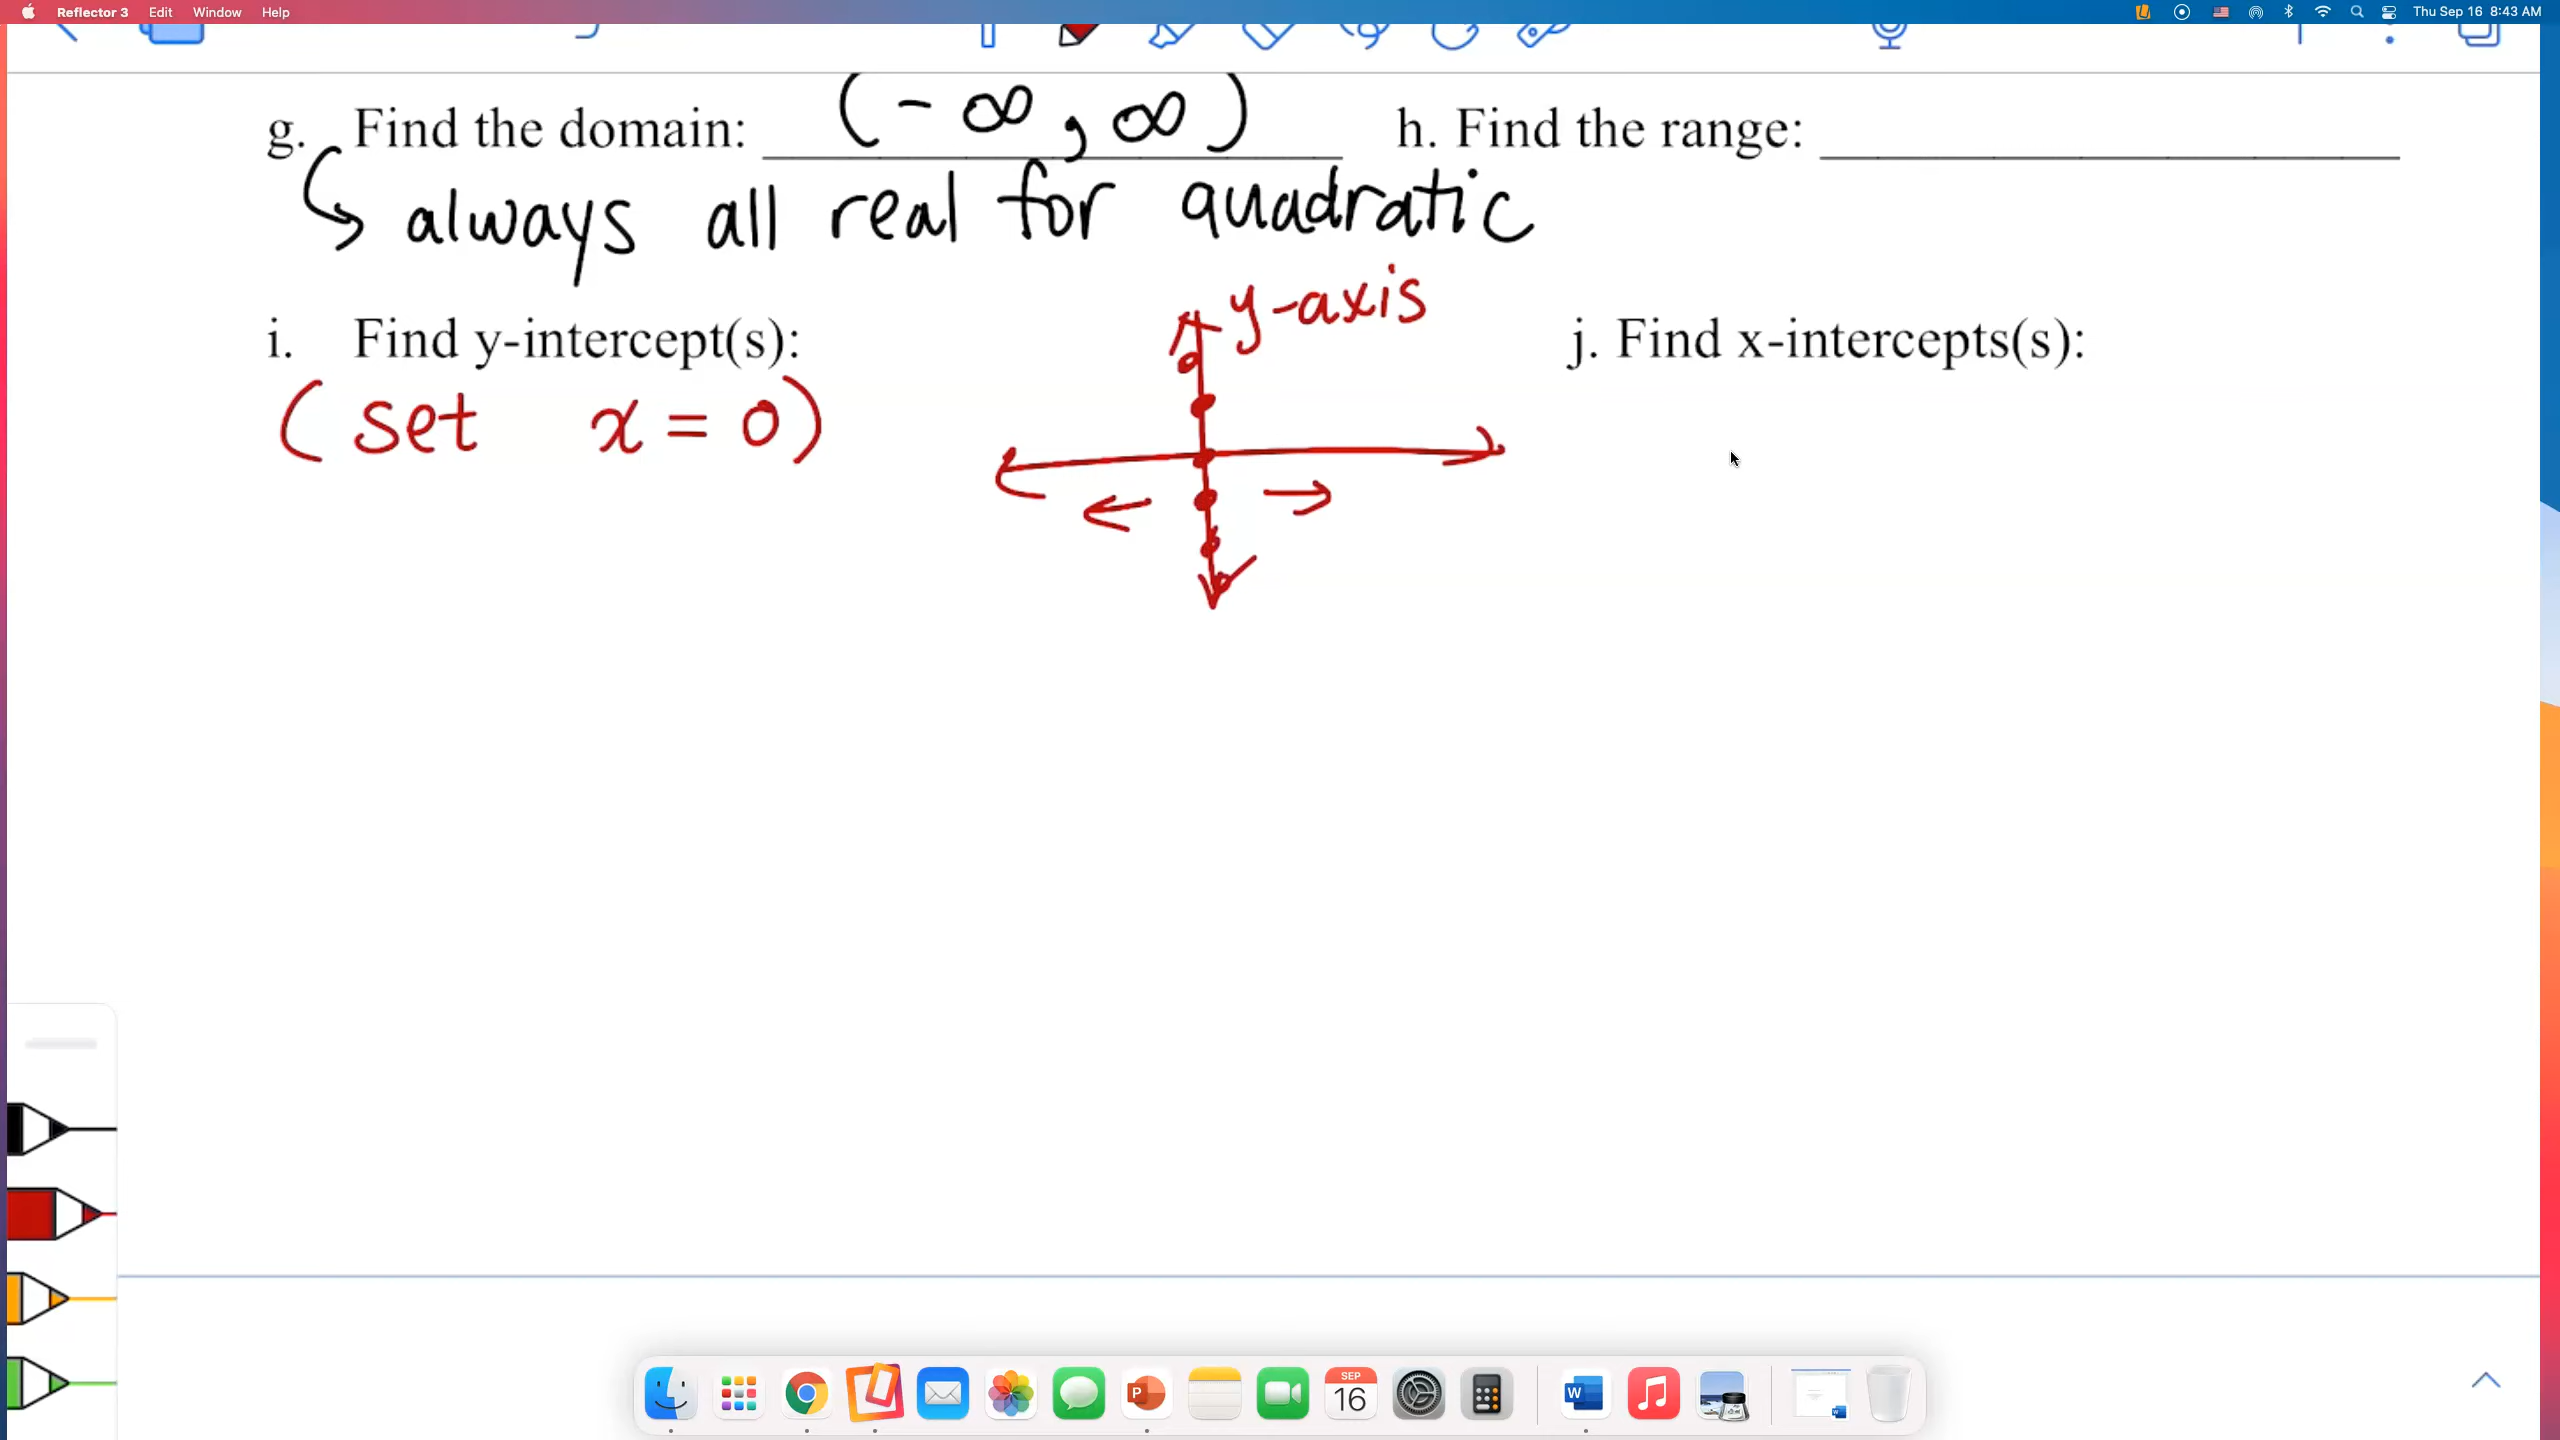 Reflector 3 Edit Window Help
Thu Sep 16 8:43 AM
g. Find the domain: (-∞, ∞) h. Find the range:
always all real for quadratic
y-axis
i. Find y-intercept(s): j. Find x-intercepts(s):
(set x = 0)
SEP
16
P
W